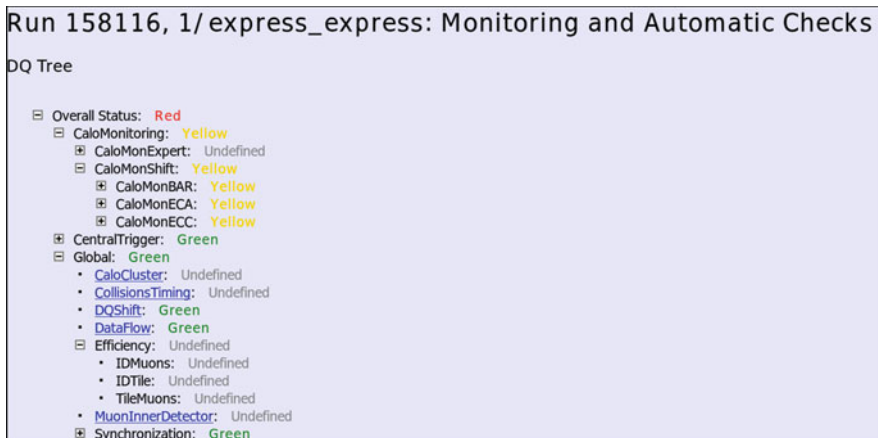 Run 158116, 1/express_express: Monitoring and Automatic Checks
DQ Tree
Overall Status: Red
CaloMonitoring: Yellow
CaloMonExpert: Undefined
CaloMonShift: Yellow
CaloMonBAR: Yellow
CaloMonECA: Yellow
CaloMonECC: Yellow
CentralTrigger: Green
Global: Green
CaloCluster: Undefined
CollisionsTiming: Undefined
DQShift: Green
DataFlow: Green
Efficiency: Undefined
IDMuons: Undefined
IDTile: Undefined
TileMuons: Undefined
MuonInnerDetector: Undefined
Synchronization: Green